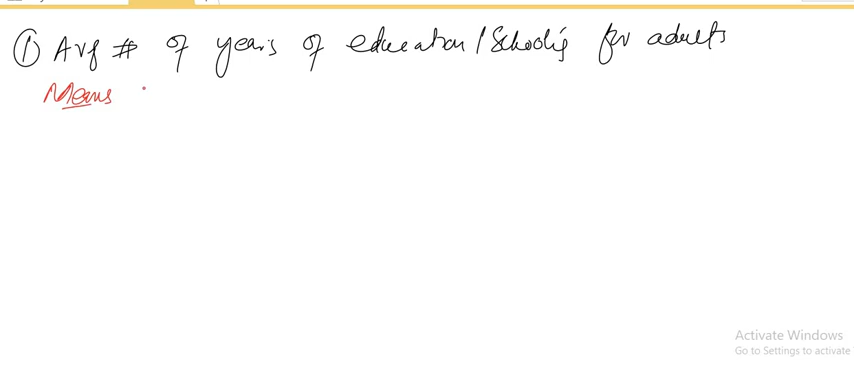 ① Avg # of years of education / Schooling for adults
Means
Activate Windows
Go to Settings to activate